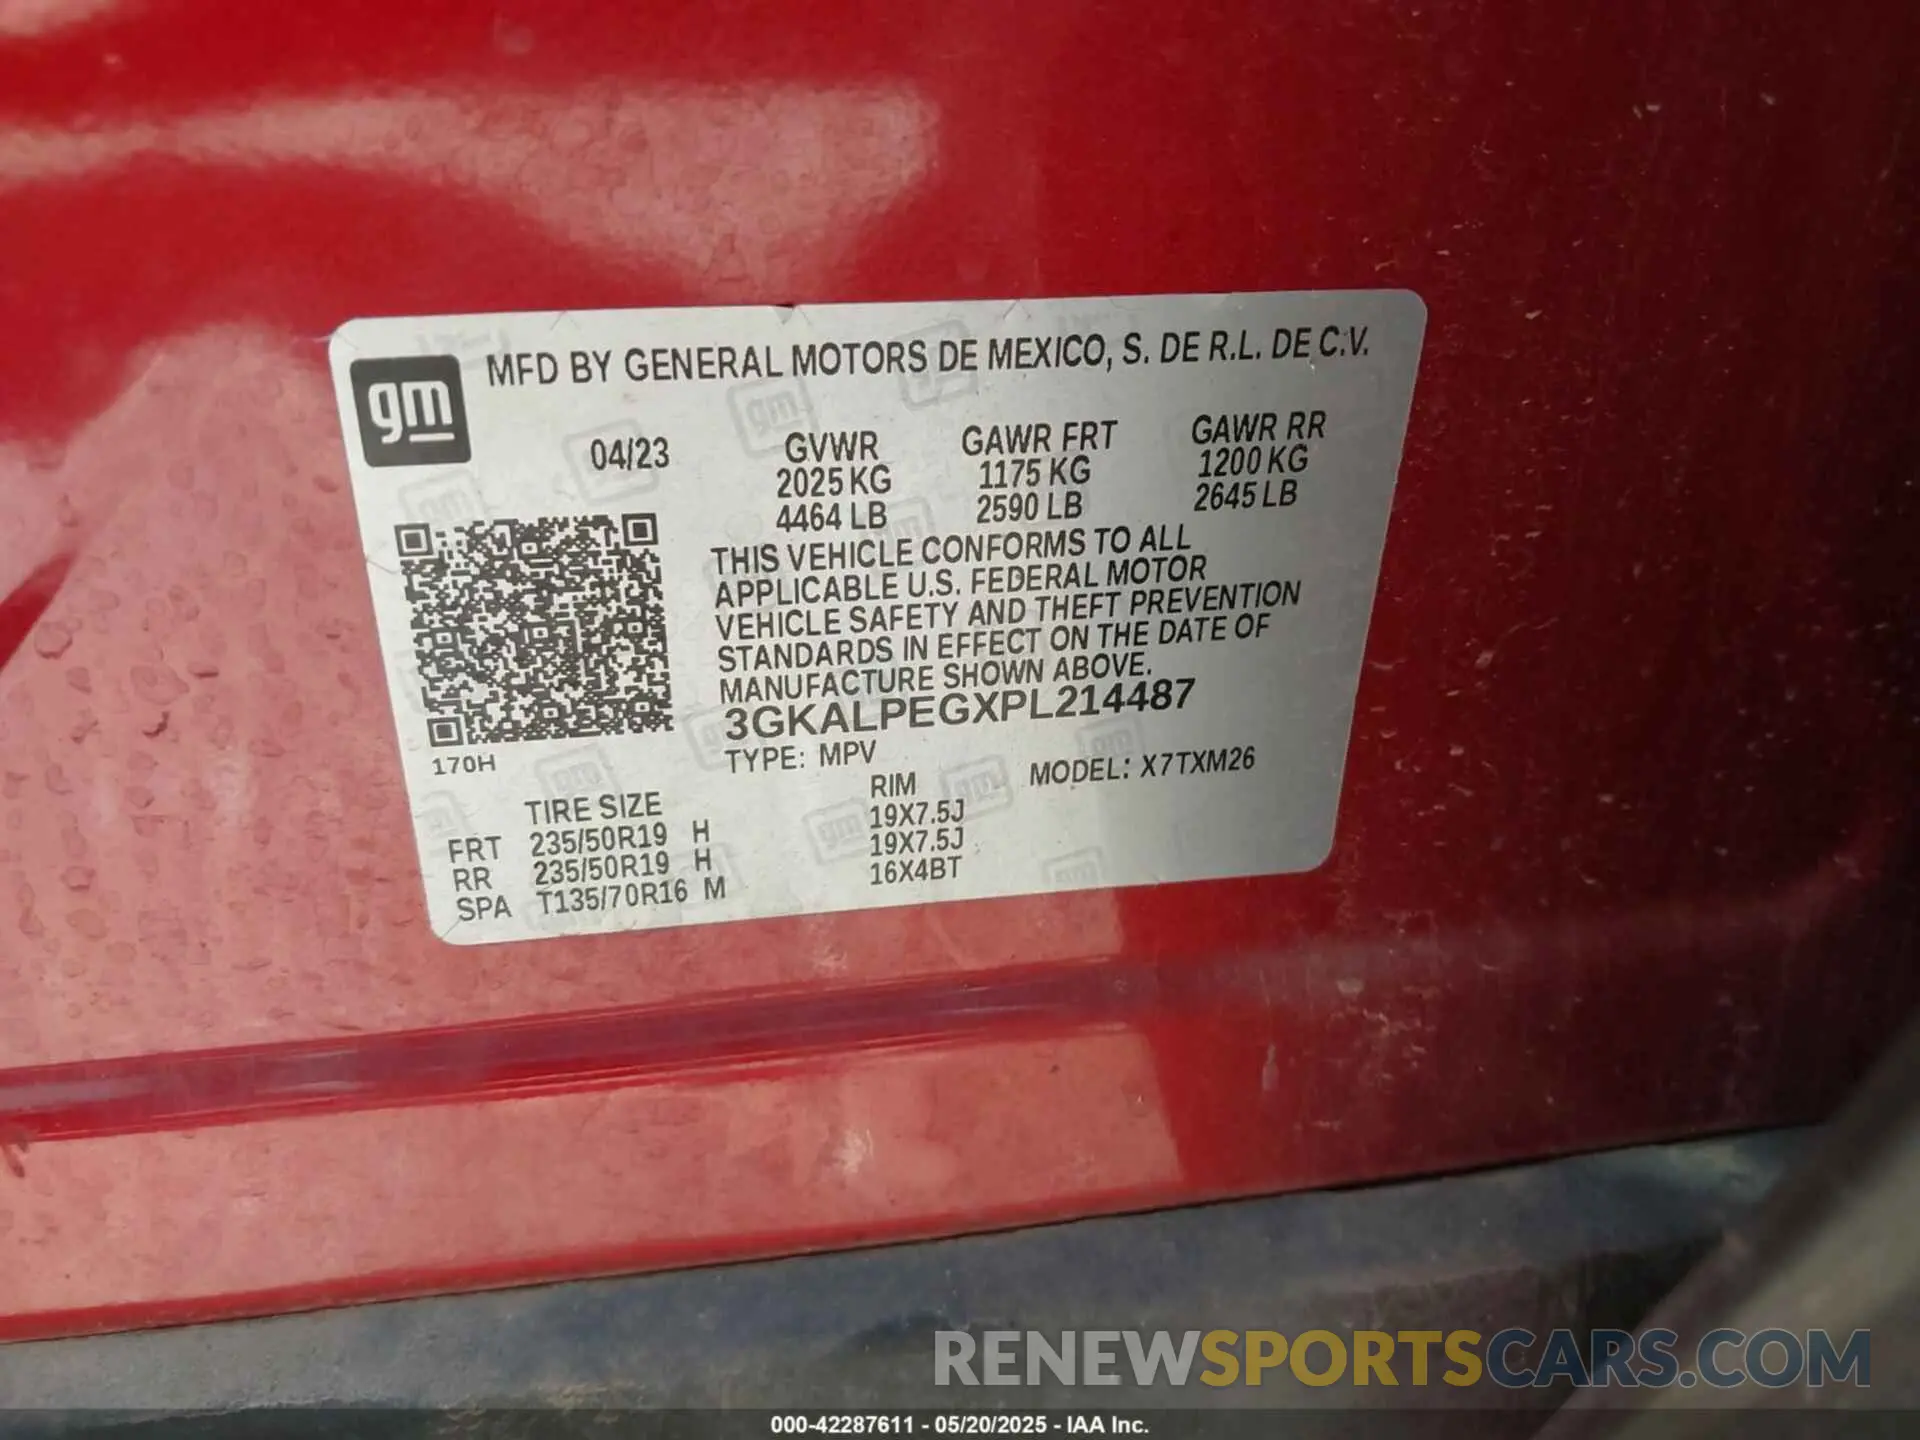 gm
MFD BY GENERAL MOTORS DE MEXICO, S. DE R.L. DE C.V.
04/23 GVWR GAWR FRT GAWR RR
2025 KG 1175 KG 1200 KG
4464 LB 2590 LB 2645 LB
THIS VEHICLE CONFORMS TO ALL
APPLICABLE U.S. FEDERAL MOTOR
VEHICLE SAFETY AND THEFT PREVENTION
STANDARDS IN EFFECT ON THE DATE OF
MANUFACTURE SHOWN ABOVE.
3GKALPEGXPL214487
170H
TYPE: MPV MODEL: X7TXM26
TIRE SIZE RIM
FRT 235/50R19 H 19X7.5J
RR 235/50R19 H 19X7.5J
SPA T135/70R16 M 16X4BT
RENEWSPORTSCARS.COM
000-42287611 - 05/20/2025 - IAA Inc.